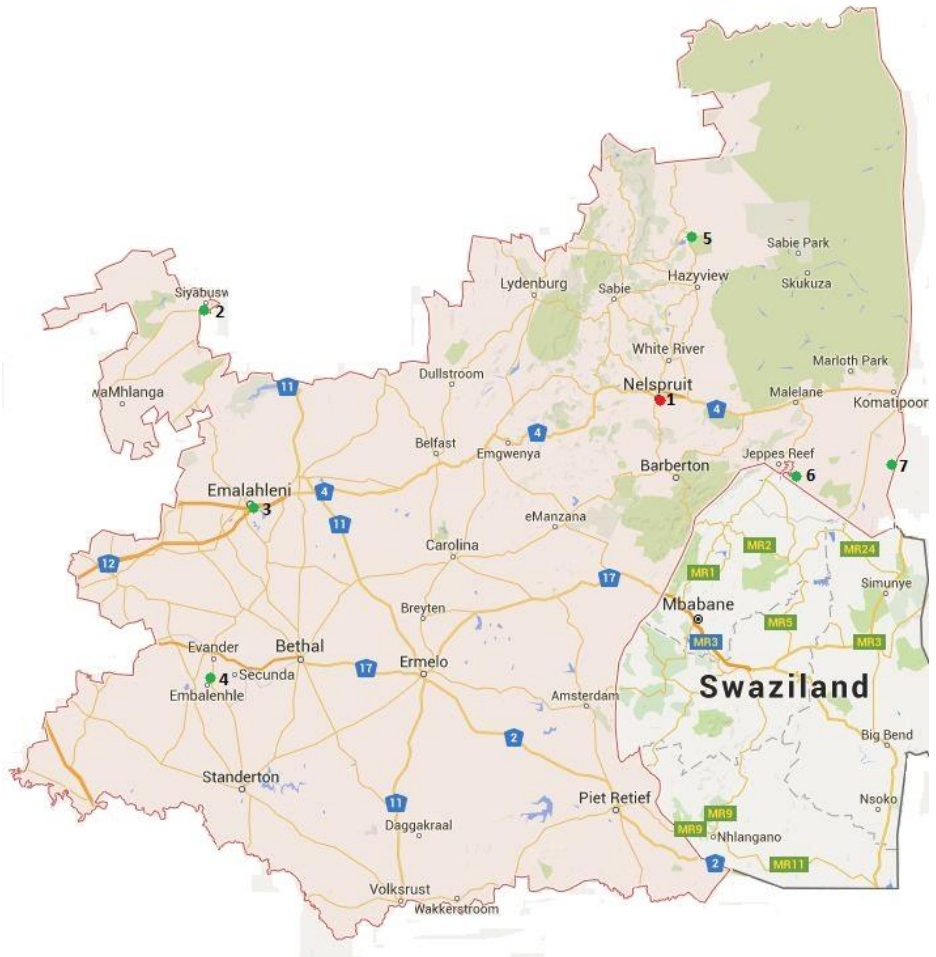 Sabie Park
5
Hazyview
Skukuza
Lydenburg
Sabie
Siyabusw
2
White River
Marloth Park
11
Dullstroom
Nelspruit
1
waMhlanga
4
Malelane
Komatipoor
4
Belfast
Emgwenya
Jeppes Reef
7
Barberton
6
Emalahleni
4
3
11
eManzana
Carolina
MR2
MR24
12
17
MR1
Simunye
Breyten
Mbabane
MR5
MR3
MR3
Evander
Bethal
17
Ermelo
Secunda
4
Embalenhle
Swaziland
Amsterdam
2
Big Bend
Standerton
Piet Retief
11
Nsoko
MR9
Daggakraal
MR9
Nhlangano
2
MR11
Volksrust
Wakkerstroom